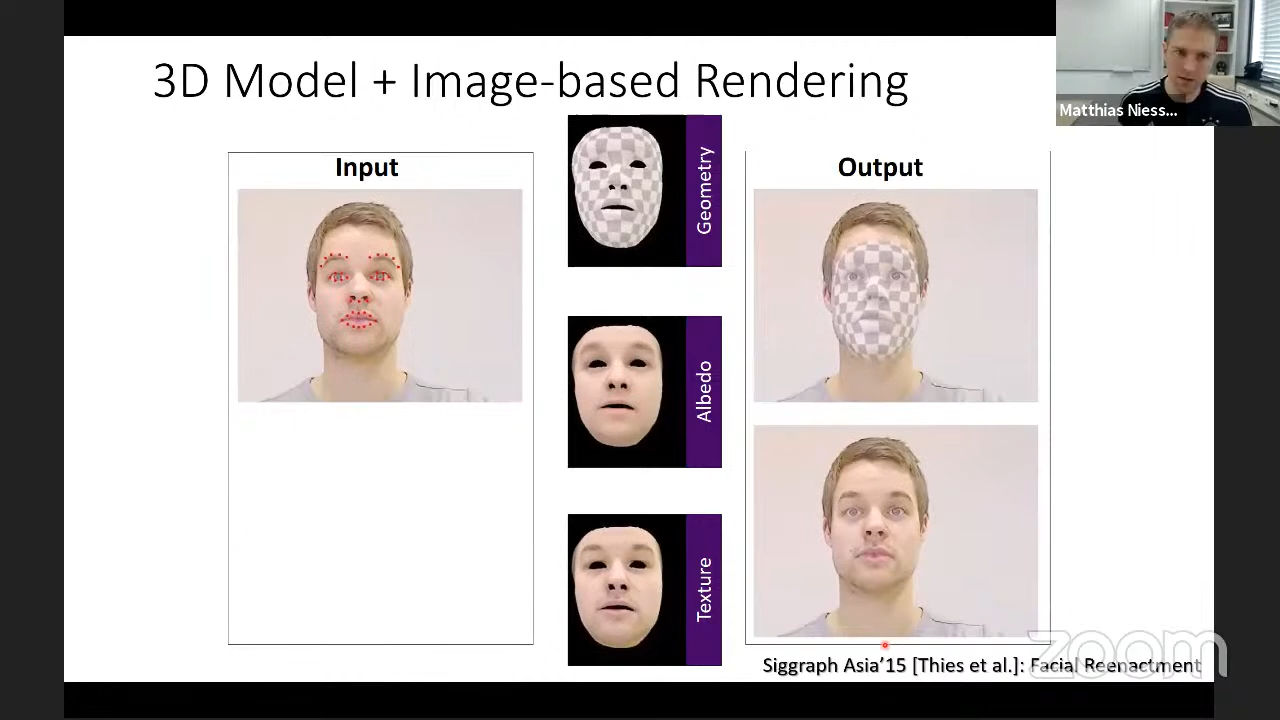 3D Model + Image-based Rendering
Matthias Niess...
Input
Geometry
Output
Albedo
Texture
Siggraph Asia'15 [Thies et al.]: Facial Reenactment
zoom